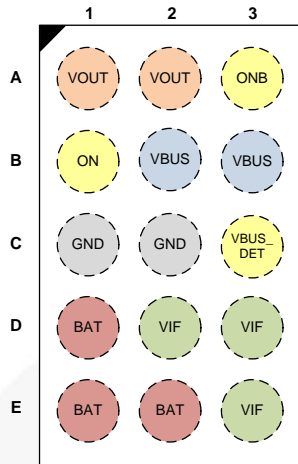 1 2 3
A VOUT VOUT ONB
B ON VBUS VBUS
C GND GND VBUS_
DET
D BAT VIF VIF
E BAT BAT VIF